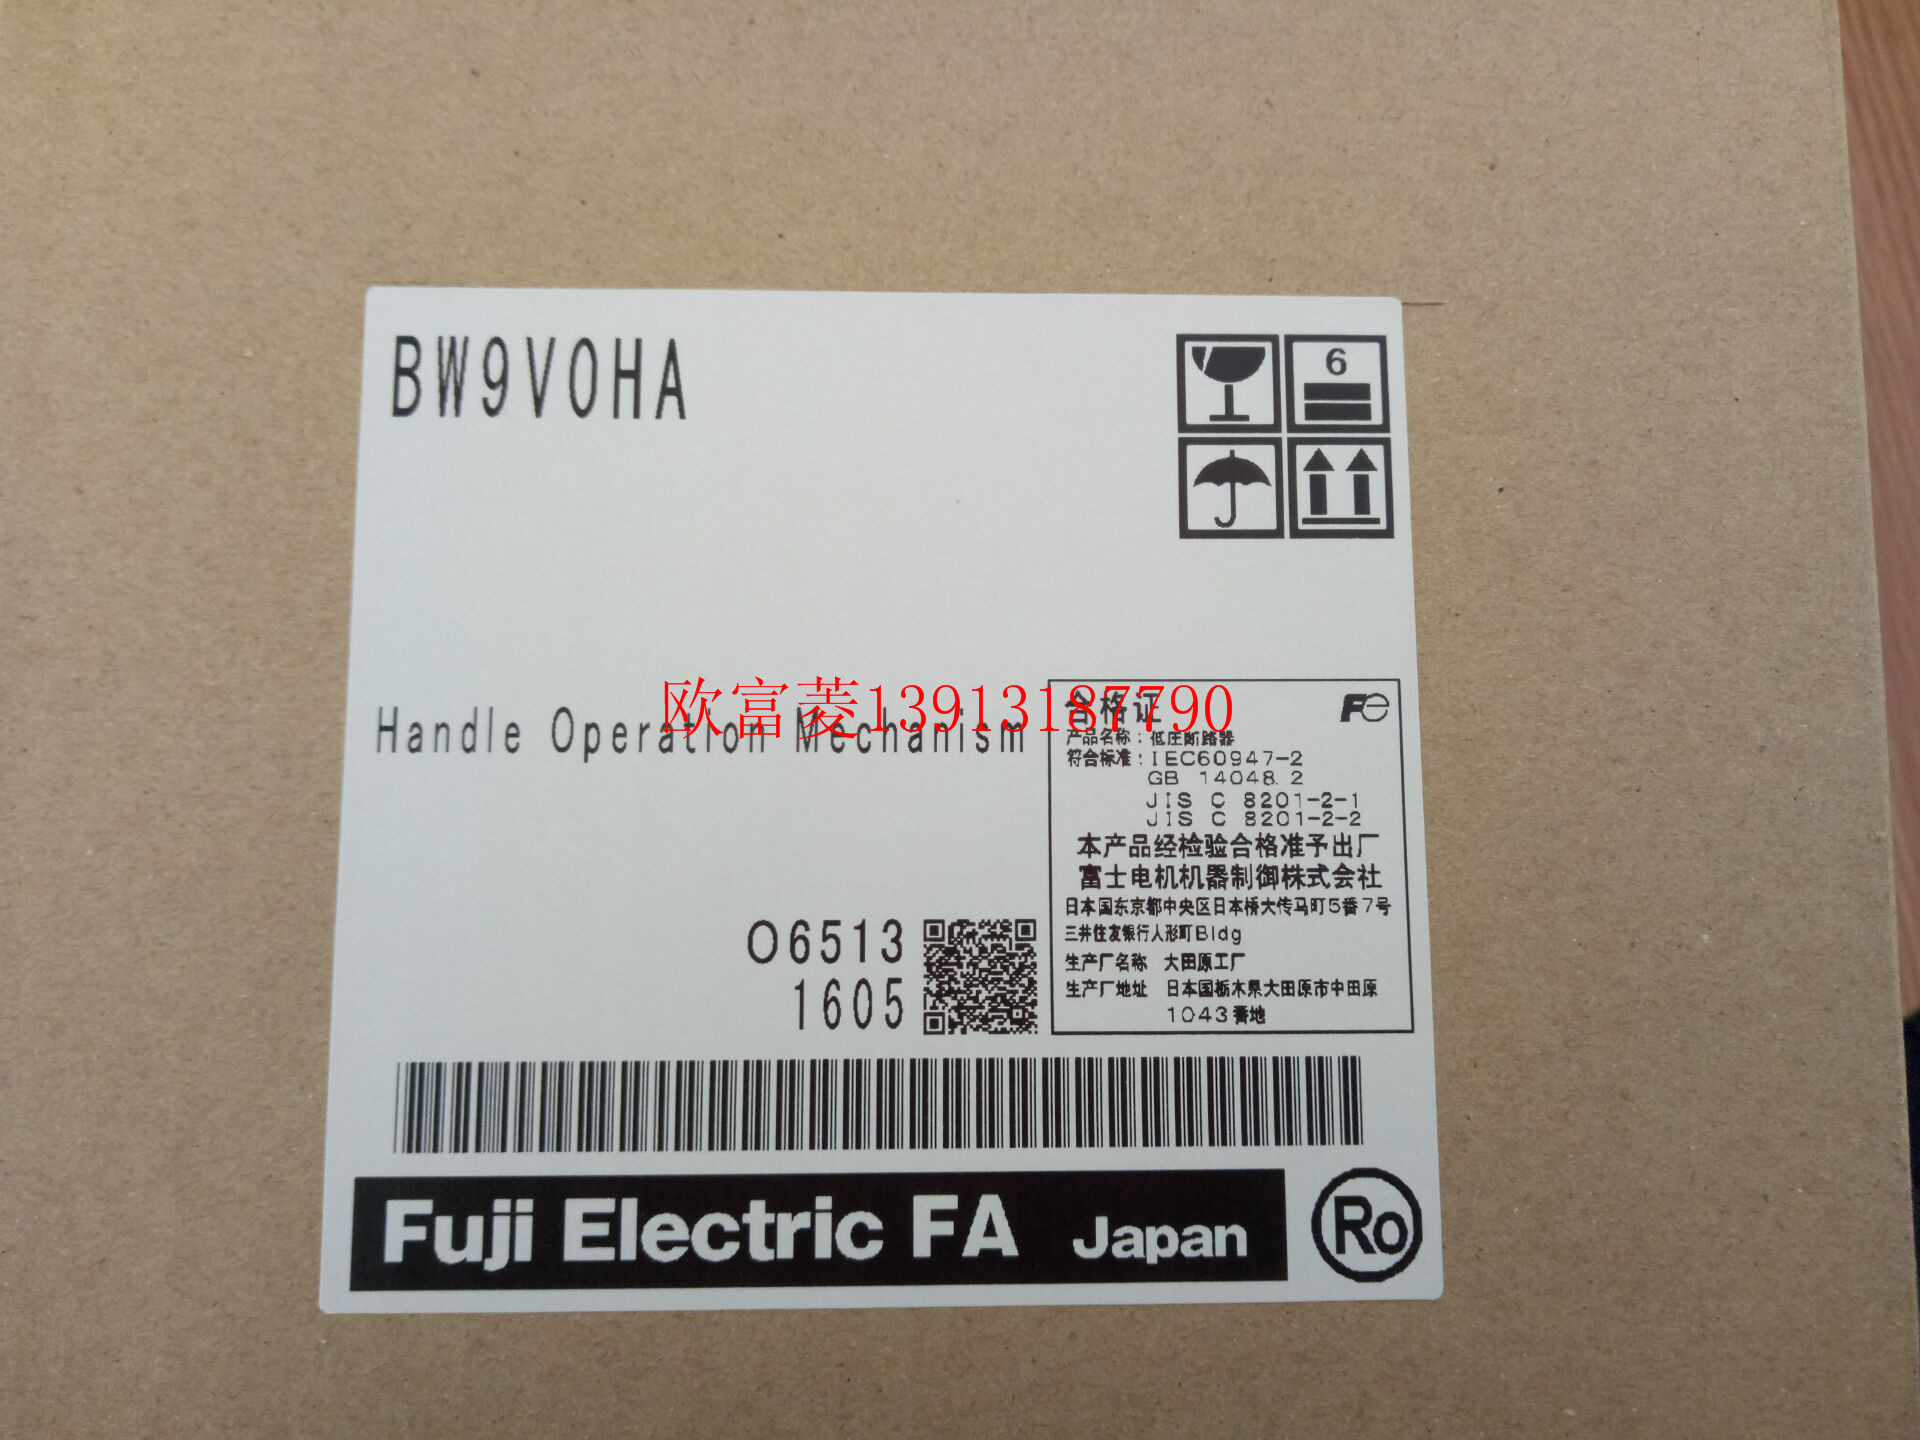 BW9V0HA
6
欧富菱13913187790
Handle Operation Mechanism
合格证
Fe
产品名称：低压断路器
符合标准：IEC60947-2
GB 14048.2
JIS C 8201-2-1
JIS C 8201-2-2
本产品经检验合格准予出厂
富士电机机器制御株式会社
日本国东京都中央区日本桥大传马町5番7号
三井住友银行人形町Bldg
生产厂名称 大田原工厂
生产厂地址 日本国栃木県大田原市中田原
1043番地
06513
1605
Fuji Electric FA Japan
Ro